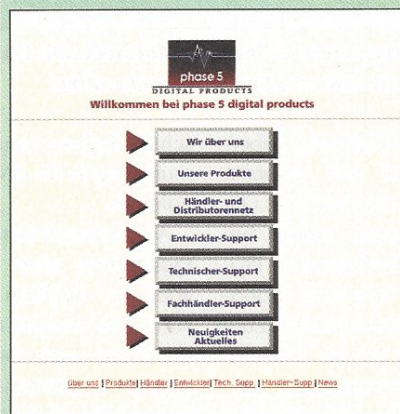 phase 5
DIGITAL PRODUCTS
Willkommen bei phase 5 digital products
Wir über uns
Unsere Produkte
Händler- und
Distributorennetz
Entwickler-Support
Technischer-Support
Fachhändler-Support
Neuigkeiten
Aktuelles
über uns | Produkte| Händler | Entwickler| Tech. Supp. | Händler-Supp | News